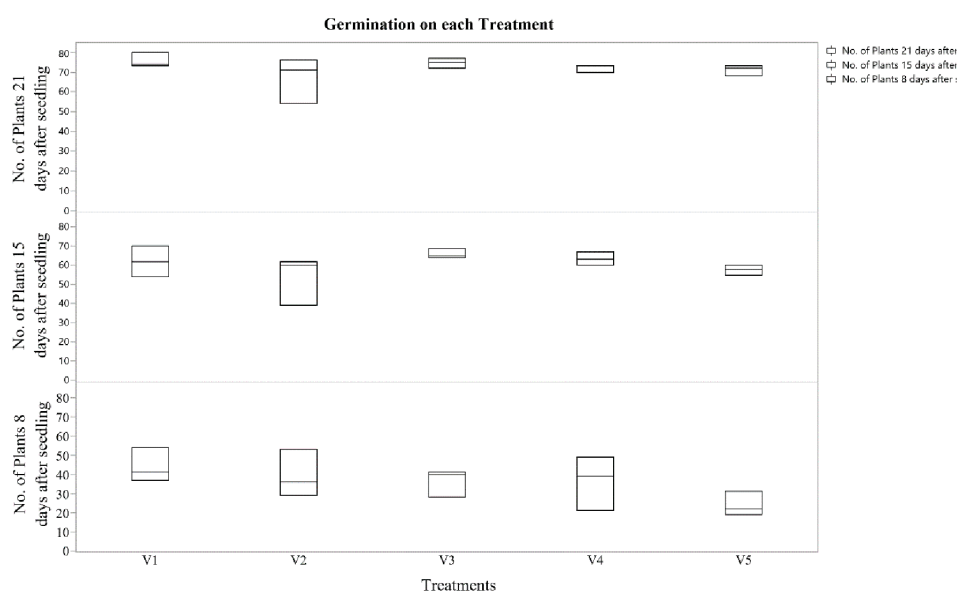 Germination on each Treatment
No. of Plants 21
days after seedling
80
70
60
50
40
30
20
10
0
No. of Plants 15
days after seedling
80
70
60
50
40
30
20
10
0
No. of Plants 8
days after seedling
80
70
60
50
40
30
20
10
0
V1 V2 V3 V4 V5
Treatments
No. of Plants 21 days after
No. of Plants 15 days after
No. of Plants 8 days after